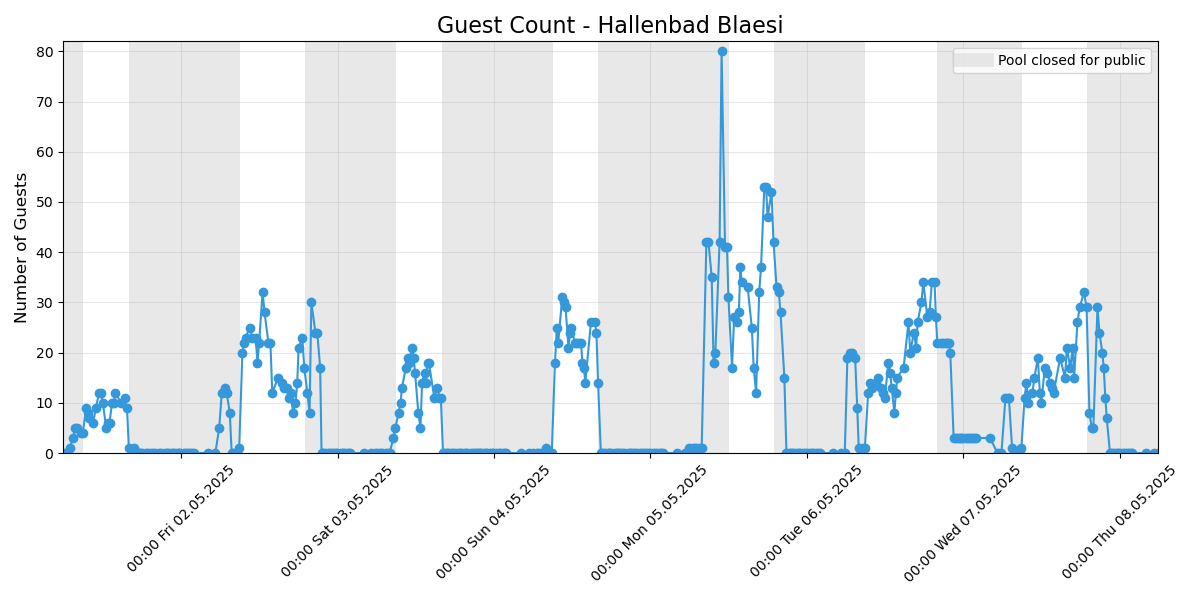 Guest Count - Hallenbad Blaesi
Number of Guests
80
70
60
50
40
30
20
10
0
Pool closed for public
00:00 Fri 02.05.2025
00:00 Sat 03.05.2025
00:00 Sun 04.05.2025
00:00 Mon 05.05.2025
00:00 Tue 06.05.2025
00:00 Wed 07.05.2025
00:00 Thu 08.05.2025